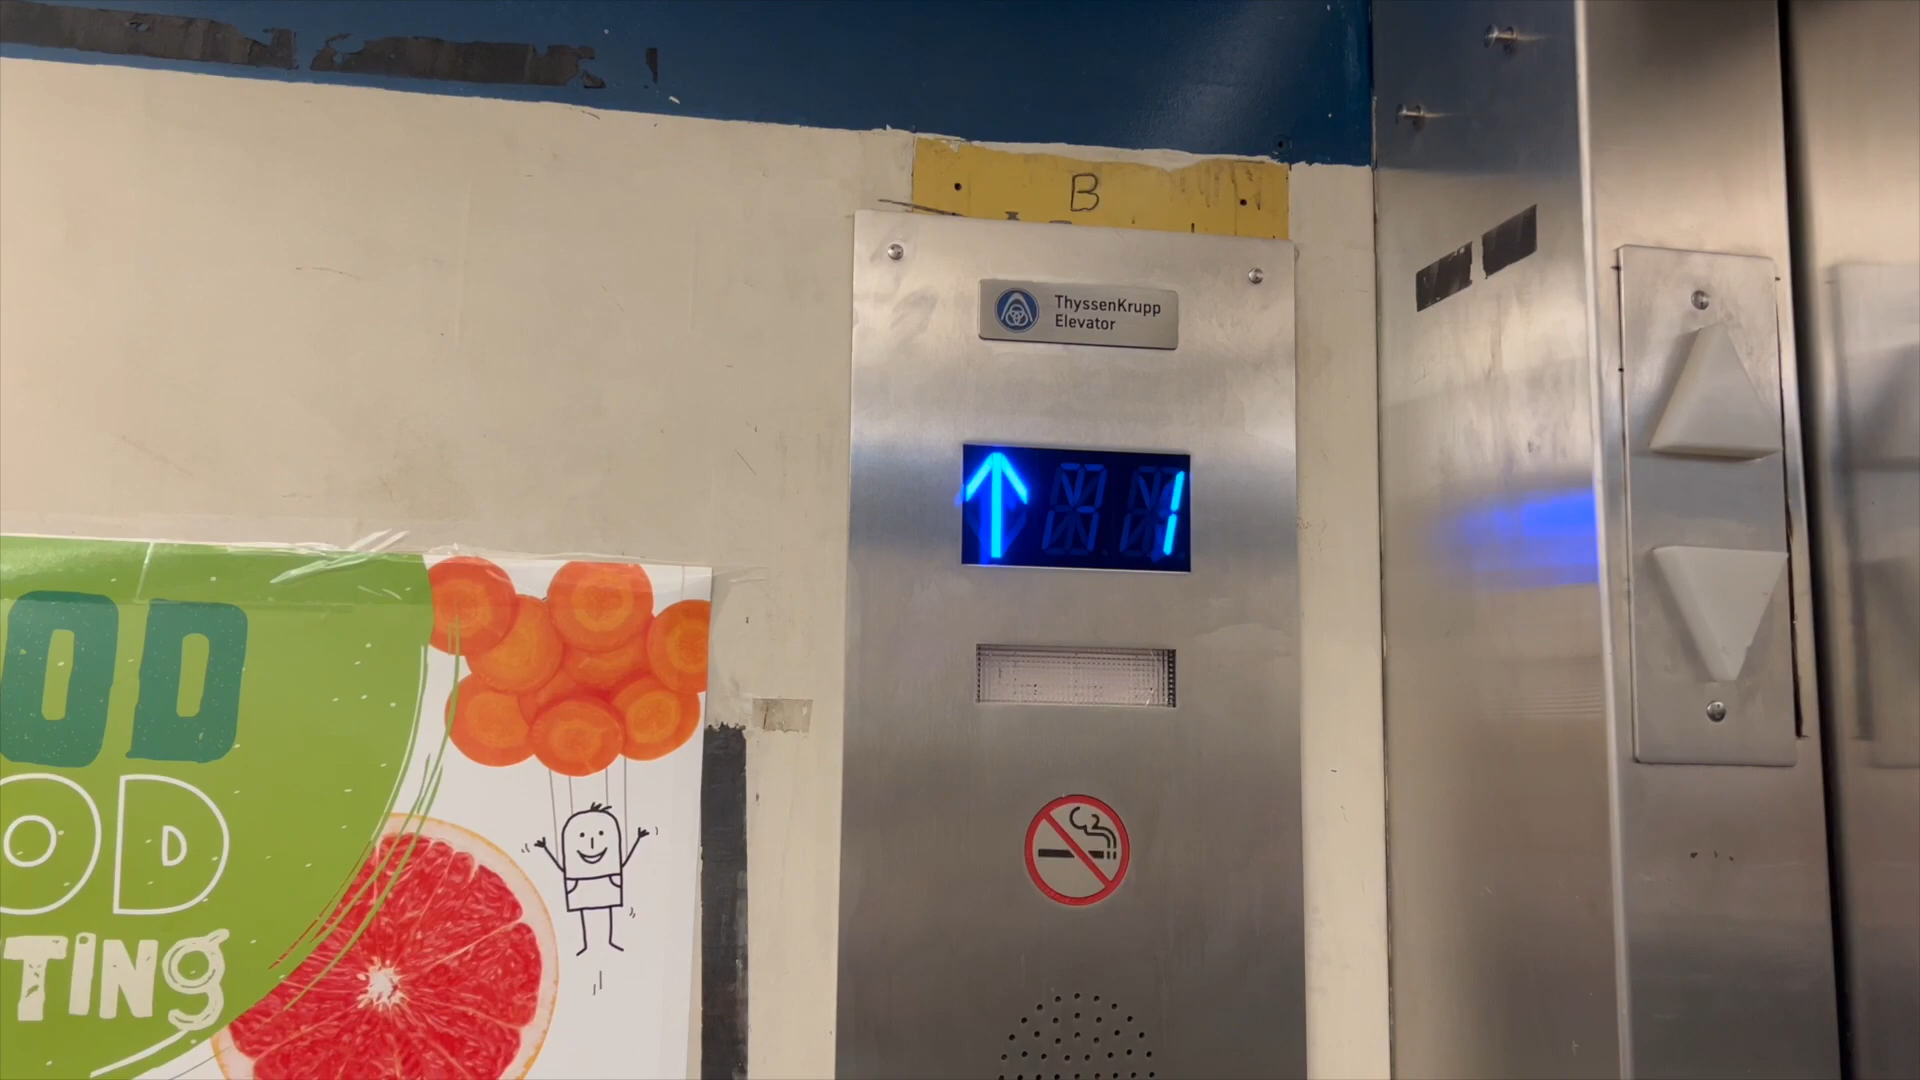 B
ThyssenKrupp
Elevator
1
OD
OD
TING